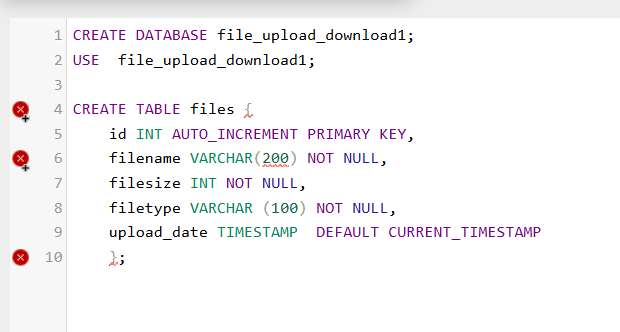 1 CREATE DATABASE file_upload_download1;
2 USE  file_upload_download1;
3
4 CREATE TABLE files {
5     id INT AUTO_INCREMENT PRIMARY KEY,
6     filename VARCHAR(200) NOT NULL,
7     filesize INT NOT NULL,
8     filetype VARCHAR (100) NOT NULL,
9     upload_date TIMESTAMP  DEFAULT CURRENT_TIMESTAMP
10     };